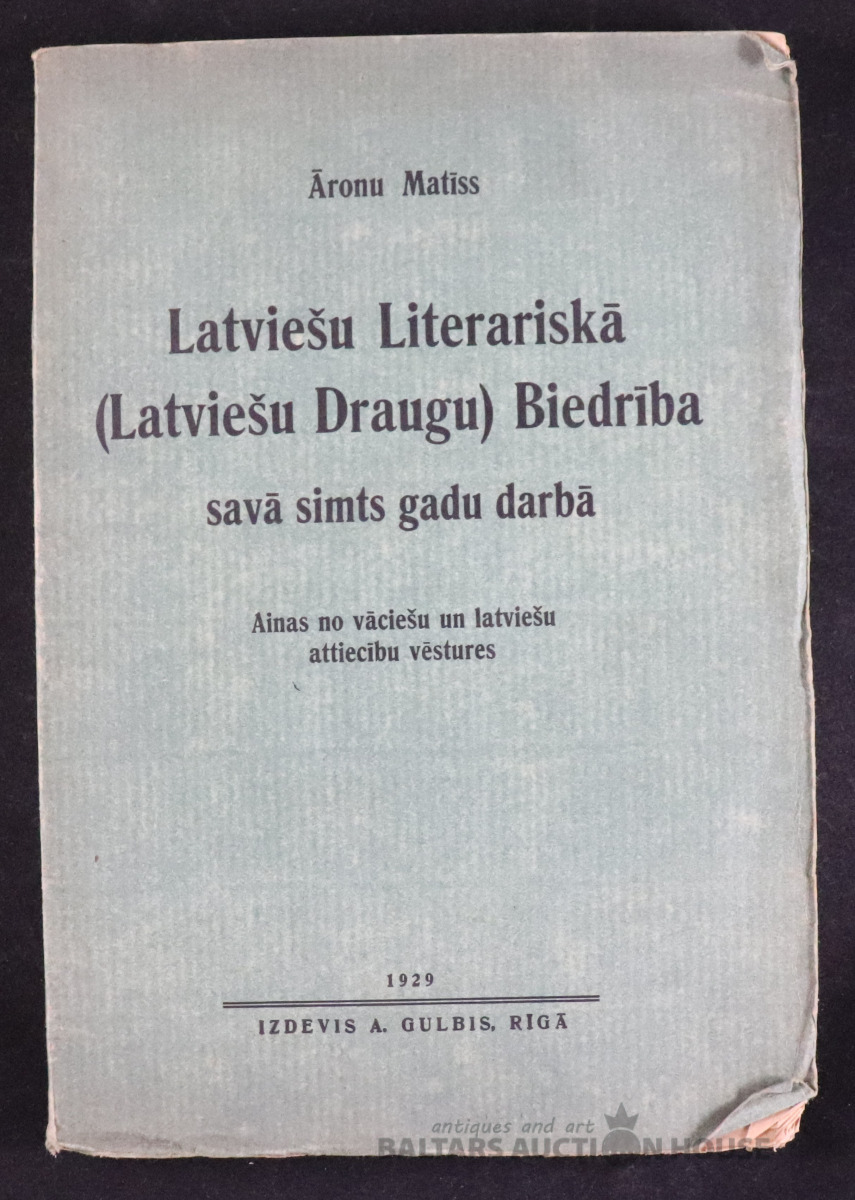 Āronu Matīss
Latviešu Literariskā
(Latviešu Draugu) Biedrība
savā simts gadu darbā
Ainas no vāciešu un latviešu
attiecību vēstures
1929
IZDEVIS A. GULBIS, RĪGĀ
antiques and art
BALTARS AUCTION HOUSE